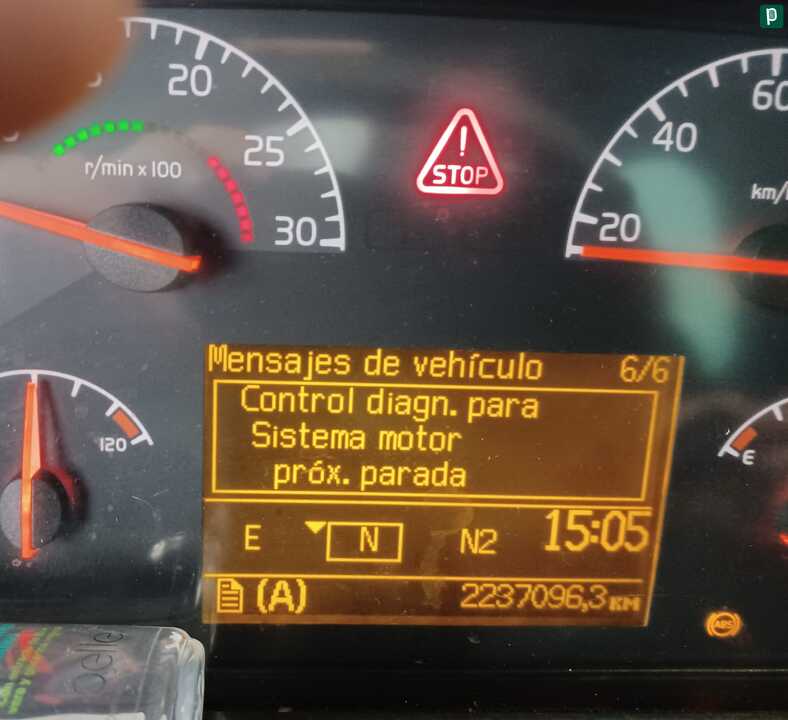 p
20
25
30
r/min x 100
STOP
60
40
20
km/
120
Mensajes de vehículo 6/6
Control diagn. para
Sistema motor
próx. parada
E N N2 15:05
(A) 2237096,3 KM
E
ABS